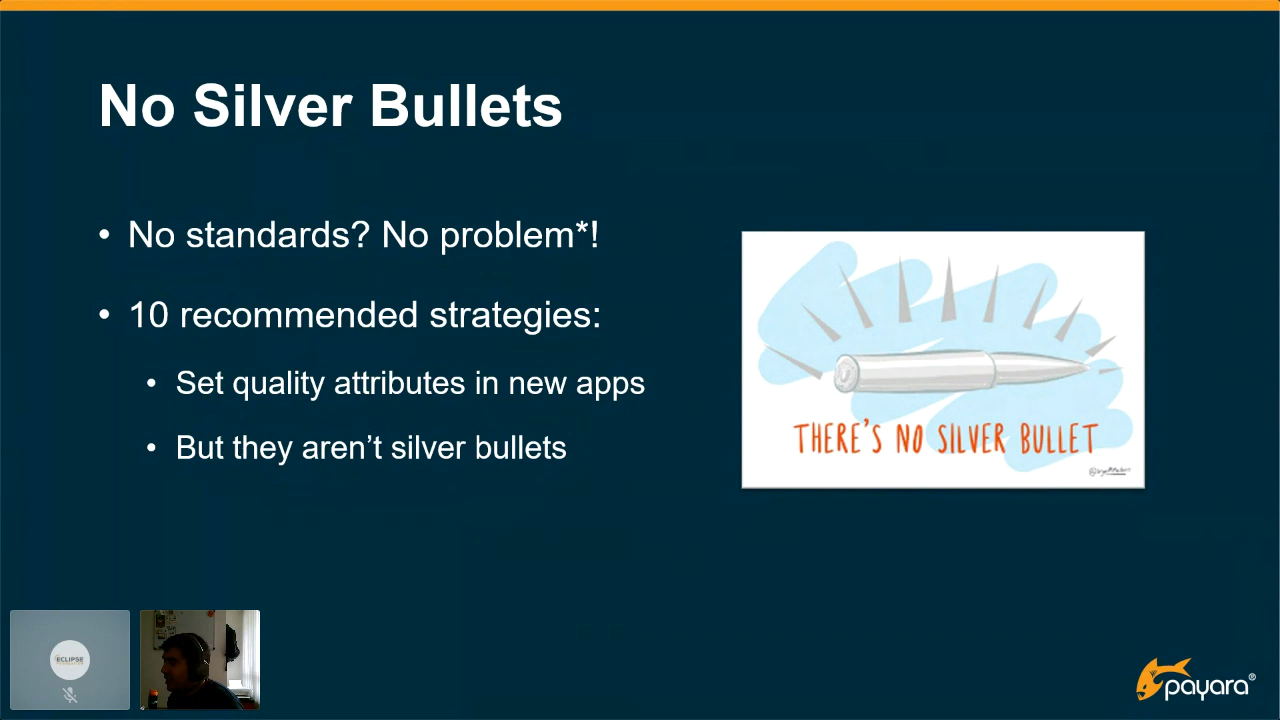 No Silver Bullets
• No standards? No problem*!
• 10 recommended strategies:
• Set quality attributes in new apps
• But they aren't silver bullets
THERE'S NO SILVER BULLET
ECLIPSE
FOUNDATION
payara®